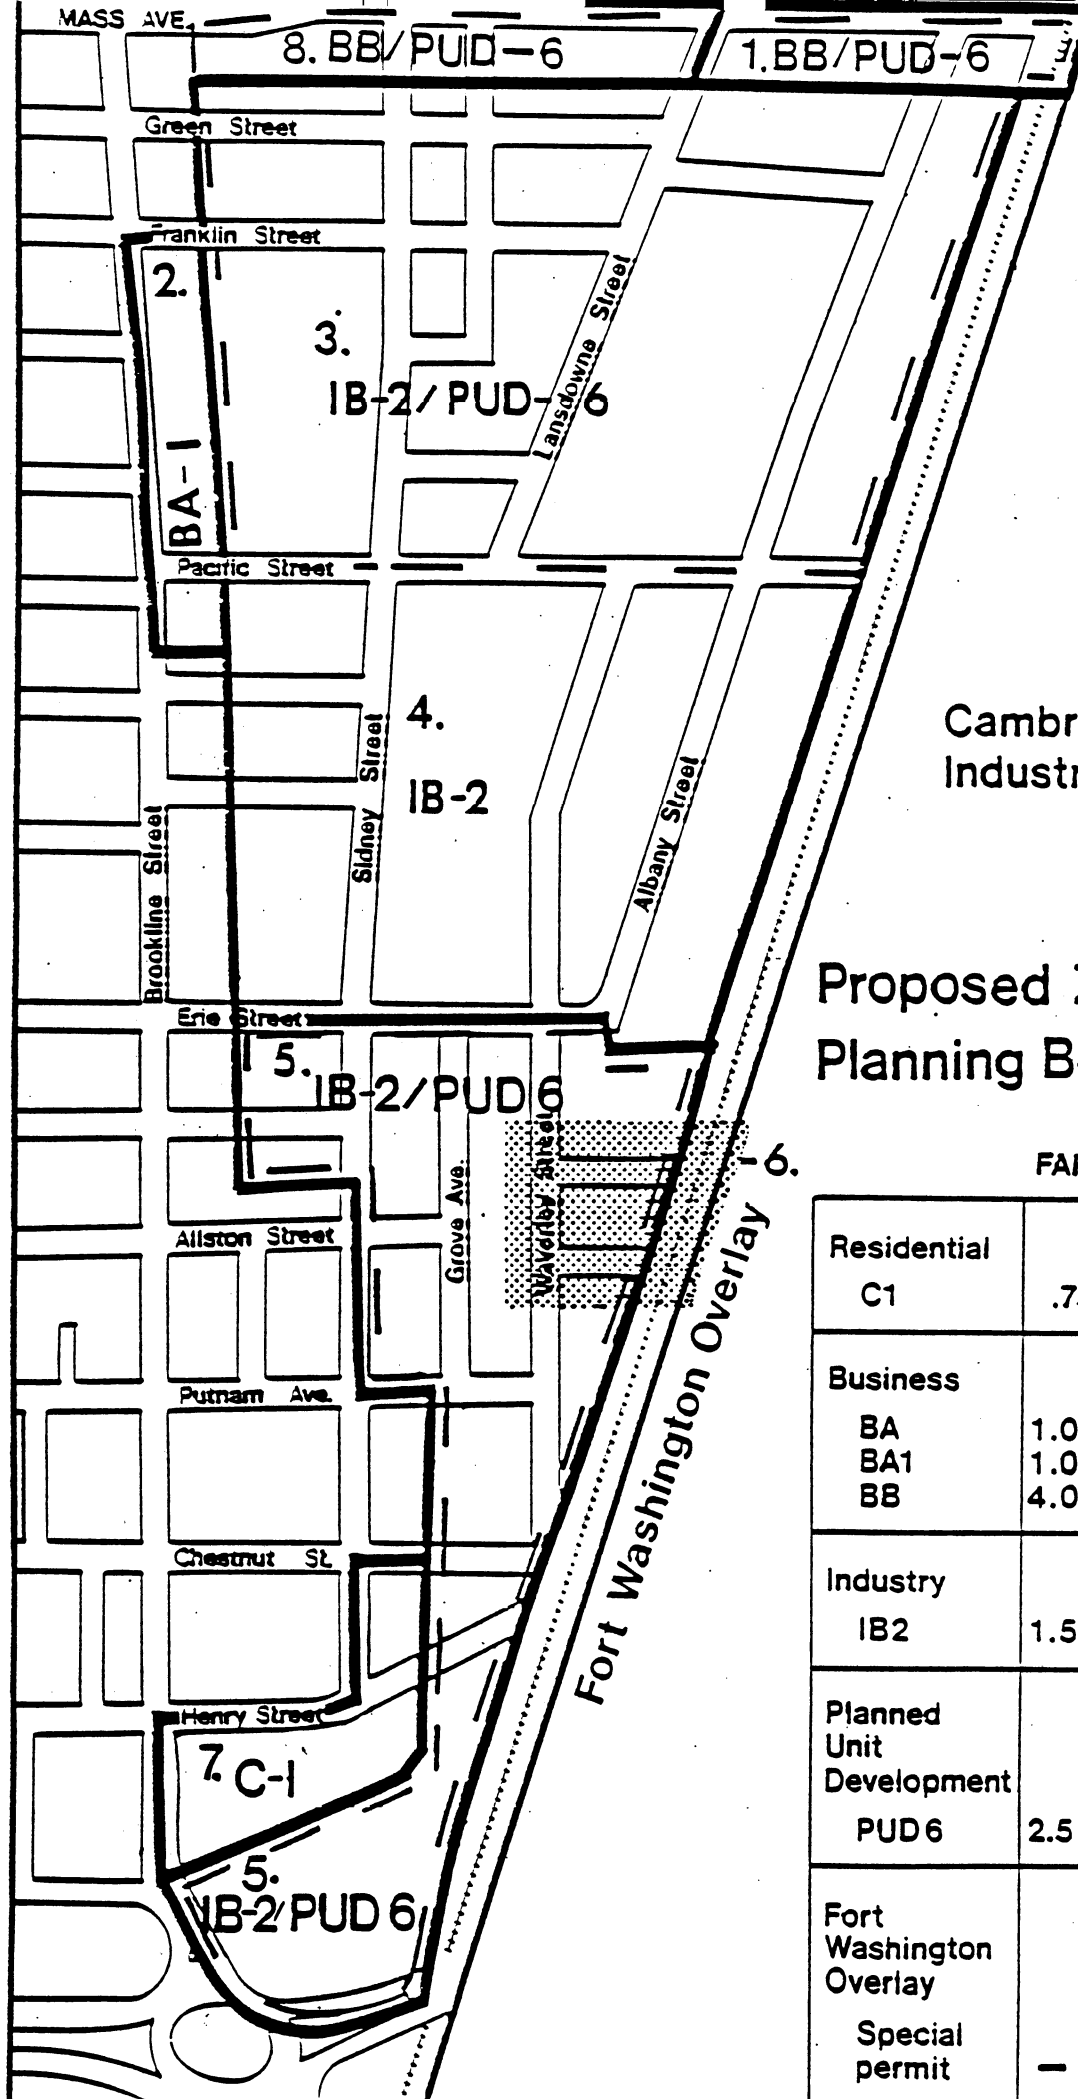 MASS AVE.
8. BB/PUD-6
1. BB/PUD-6
Green Street
Franklin Street
2.
3.
IB-2/PUD-6
Lansdowne Street
BA-1
Pacific Street
4.
IB-2
Sidney Street
Brookline Street
Albany Street
Cambr
Industr
Proposed
Planning B
Erie Street
5.
IB-2/PUD 6
-6.
Grove Ave.
Waverley Street
Allston Street
Putnam Ave.
Fort Washington Overlay
Chestnut St.
Henry Street
7. C-1
5.
IB-2/PUD 6
FA
Residential
C1 .7
Business
BA 1.0
BA1 1.0
BB 4.0
Industry
IB2 1.5
Planned
Unit
Development
PUD 6 2.5
Fort
Washington
Overlay
Special
permit –